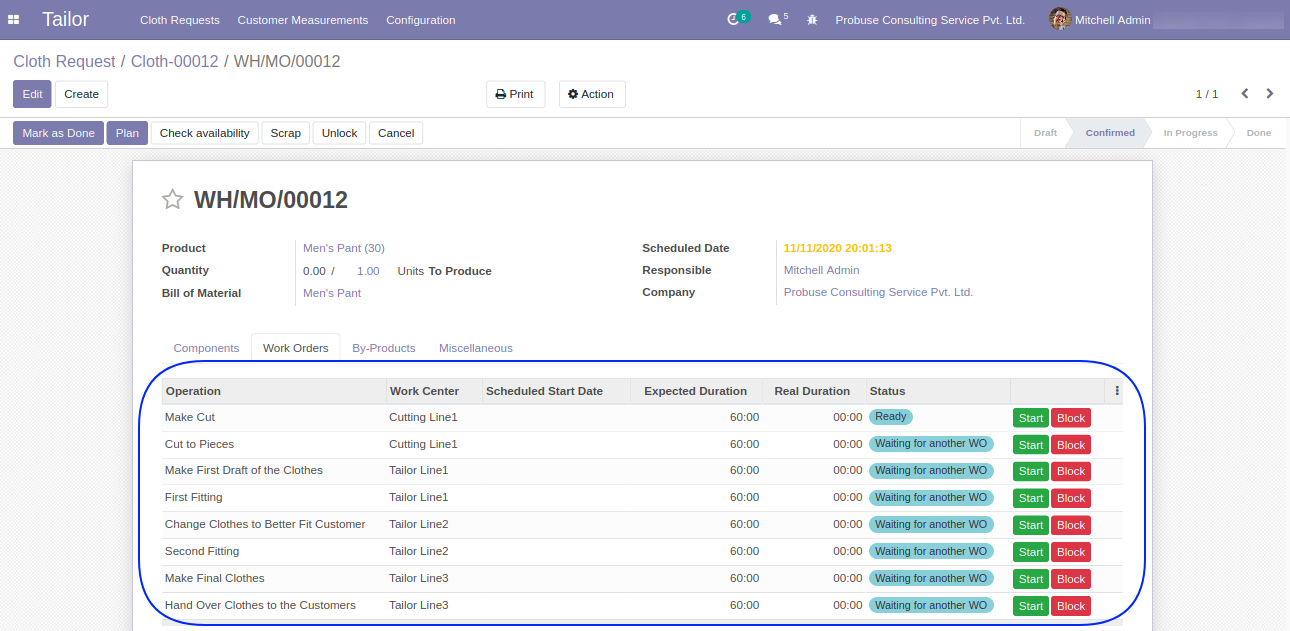 Tailor Cloth Requests Customer Measurements Configuration 6 5 Probuse Consulting Service Pvt. Ltd. Mitchell Admin
Cloth Request / Cloth-00012 / WH/MO/00012
Edit Create Print Action 1 / 1
Mark as Done Plan Check availability Scrap Unlock Cancel Draft Confirmed In Progress Done
WH/MO/00012
Product Men's Pant (30) Scheduled Date 11/11/2020 20:01:13
Quantity 0.00 / 1.00 Units To Produce Responsible Mitchell Admin
Bill of Material Men's Pant Company Probuse Consulting Service Pvt. Ltd.
Components Work Orders By-Products Miscellaneous
Operation Work Center Scheduled Start Date Expected Duration Real Duration Status
Make Cut Cutting Line1 60:00 00:00 Ready Start Block
Cut to Pieces Cutting Line1 60:00 00:00 Waiting for another WO Start Block
Make First Draft of the Clothes Tailor Line1 60:00 00:00 Waiting for another WO Start Block
First Fitting Tailor Line1 60:00 00:00 Waiting for another WO Start Block
Change Clothes to Better Fit Customer Tailor Line2 60:00 00:00 Waiting for another WO Start Block
Second Fitting Tailor Line2 60:00 00:00 Waiting for another WO Start Block
Make Final Clothes Tailor Line3 60:00 00:00 Waiting for another WO Start Block
Hand Over Clothes to the Customers Tailor Line3 60:00 00:00 Waiting for another WO Start Block